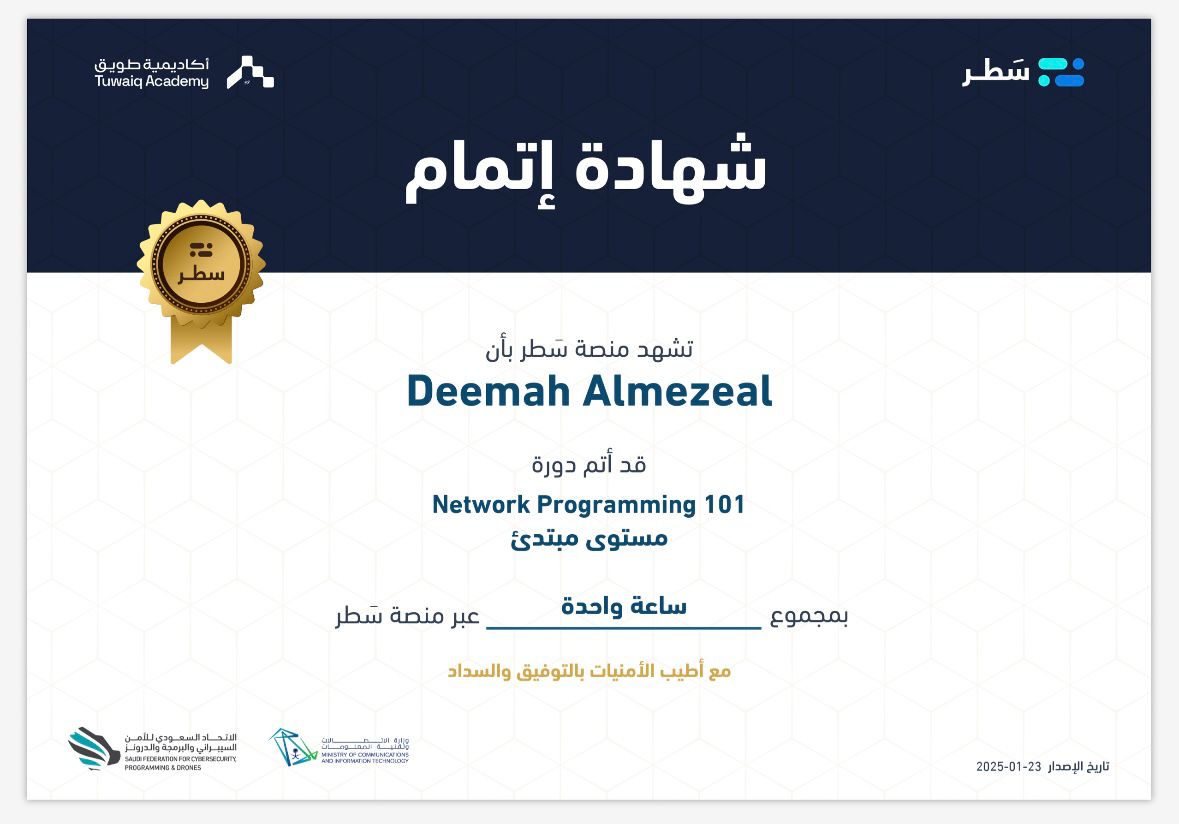 سَطر
أكاديمية طويق
Tuwaiq Academy
شهادة إتمام
سطر
تشهد منصة سَطر بأن
Deemah Almezeal
قد أتم دورة
Network Programming 101
مستوى مبتدئ
بمجموع ساعة واحدة عبر منصة سَطر
مع أطيب الأمنيات بالتوفيق والسداد
تاريخ الإصدار 2025-01-23
وزارة الاتصالات
وتقنية المعلومات
MINISTRY OF COMMUNICATIONS
AND INFORMATION TECHNOLOGY
الاتحاد السعودي للأمن
السيبراني والبرمجة والدرونز
SAUDI FEDERATION FOR CYBERSECURITY,
PROGRAMMING & DRONES